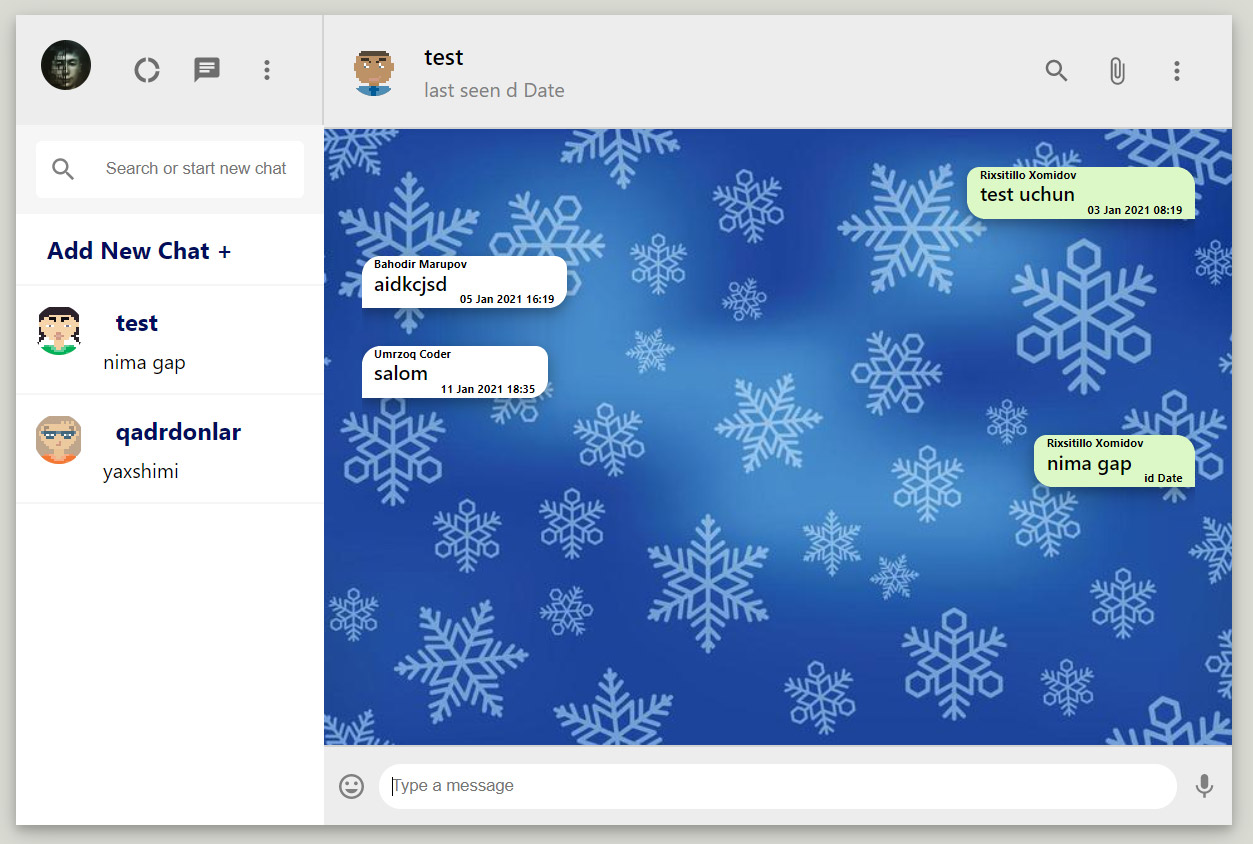 test
last seen d Date
Search or start new chat
Add New Chat +
test
nima gap
qadrdonlar
yaxshimi
Rixsitillo Xomidov
test uchun
03 Jan 2021 08:19
Bahodir Marupov
aidkcjsd
05 Jan 2021 16:19
Umrzoq Coder
salom
11 Jan 2021 18:35
Rixsitillo Xomidov
nima gap
id Date
Type a message